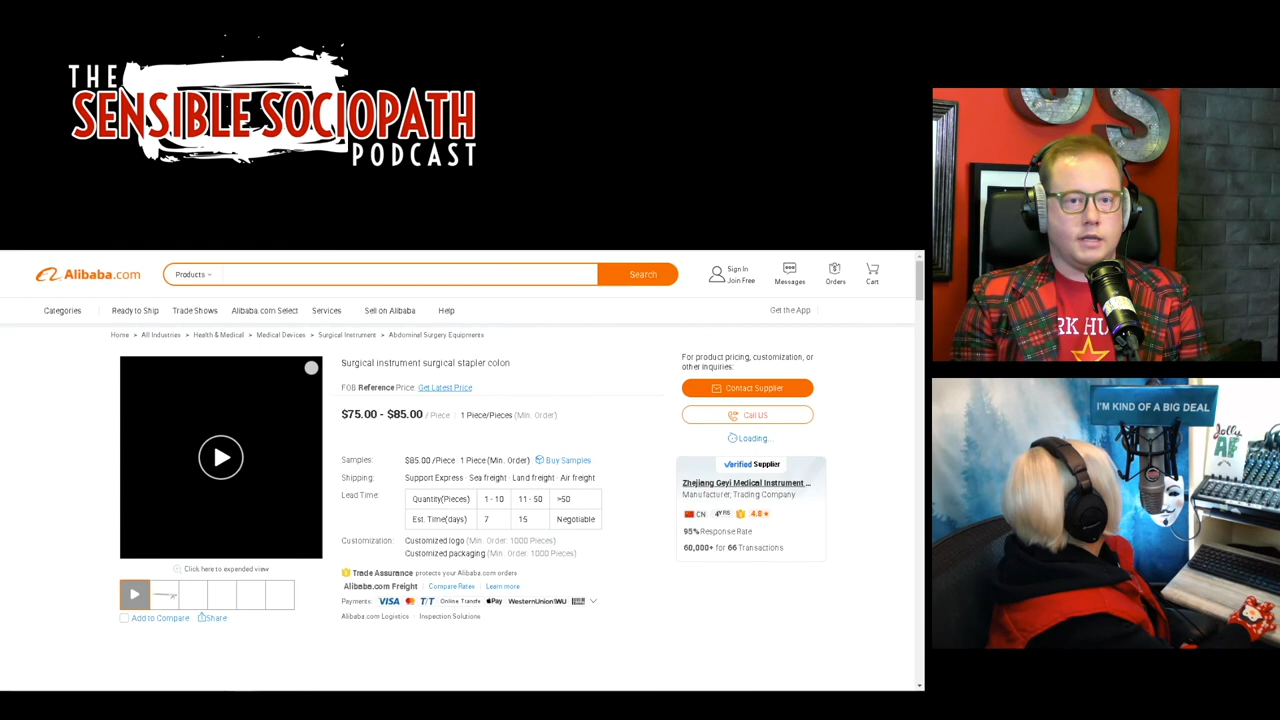 THE
SENSIBLE SOCIOPATH
PODCAST
Alibaba.com
Products
Search
Sign In
Join Free
Messages
Orders
Cart
Categories
Ready to Ship
Trade Shows
Alibaba.com Select
Services
Sell on Alibaba
Help
Get the App
Home > All Industries > Health & Medical > Medical Devices > Surgical Instrument > Abdominal Surgery Equipments
Surgical instrument surgical stapler colon
FOB Reference Price: Get Latest Price
$75.00 - $85.00 / Piece 1 Piece/Pieces (Min. Order)
Samples: $85.00 /Piece 1 Piece (Min. Order) Buy Samples
Shipping: Support Express · Sea freight · Land freight · Air freight
Lead Time:
Quantity(Pieces) 1 - 10 11 - 50 >50
Est. Time(days) 7 15 Negotiable
Customization: Customized logo (Min. Order: 1000 Pieces)
Customized packaging (Min. Order: 1000 Pieces)
Trade Assurance protects your Alibaba.com orders
Alibaba.com Freight Compare Rates Learn more
Payments: VISA T/T Online Transfe Pay WesternUnion WU
Alibaba.com Logistics Inspection Solutions
Click here to expended view
Add to Compare Share
For product pricing, customization, or
other inquiries:
Contact Supplier
Call US
Loading...
Verified Supplier
Zhejiang Geyi Medical Instrument ...
Manufacturer, Trading Company
CN 4YRS 4.8
95% Response Rate
60,000+ for 66 Transactions
RK HU
I'M KIND OF A BIG DEAL
Jolly
AF